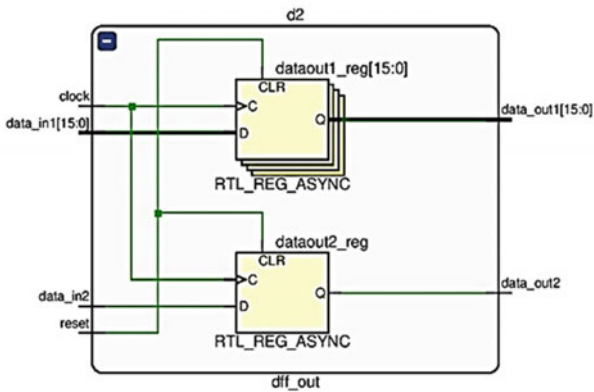 d2
dataout1_reg[15:0]
CLR
clock
C
data_in1[15:0]
D
Q
data_out1[15:0]
RTL_REG_ASYNC
dataout2_reg
CLR
C
data_in2
D
Q
data_out2
reset
RTL_REG_ASYNC
dff_out